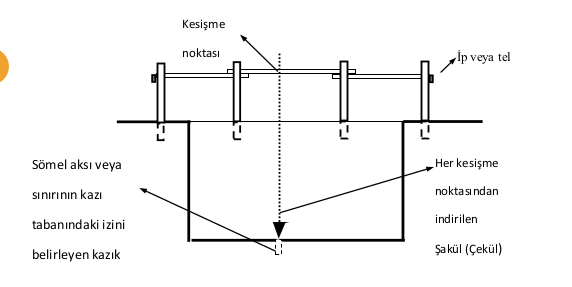 Kesişme
noktası
İp veya tel
Sömel aksı veya
sınırının kazı
tabanındaki izini
belirleyen kazık
Her kesişme
noktasından
indirilen
Şakül (Çekül)